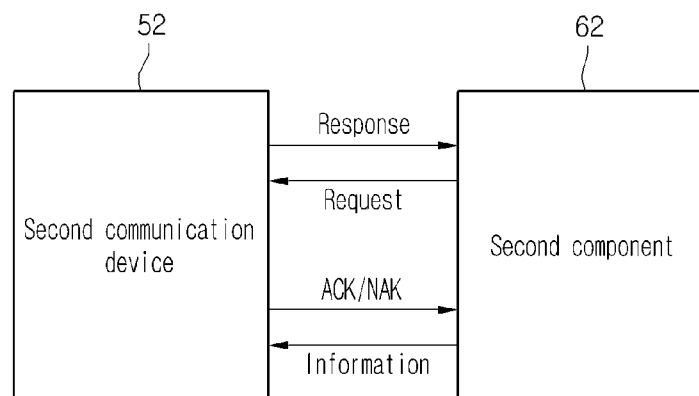 52
62
Response
Request
Second communication
device
Second component
ACK/NAK
Information